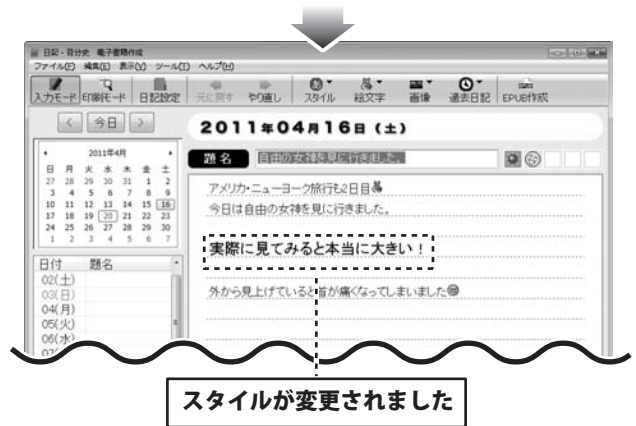 日記・自分史 電子書籍作成
ファイル(F) 編集(E) 表示(V) ツール(T) ヘルプ(H)
入力モード 印刷モード 日記設定 元に戻す やり直し スタイル 絵文字 画像 過去日記 EPUB作成
< 今日 >
2011年04月16日（土）
2011年4月
日 月 火 水 木 金 土
27 28 29 30 31 1 2
3 4 5 6 7 8 9
10 11 12 13 14 15 16
17 18 19 20 21 22 23
24 25 26 27 28 29 30
1 2 3 4 5 6 7
題名 自由の女神を見に行きました。
アメリカ・ニューヨーク旅行も2日目
今日は自由の女神を見に行きました。
実際に見てみると本当に大きい！
外から見上げていると首が痛くなってしまいました
日付 題名
02(土)
03(日)
04(月)
05(火)
06(水)
スタイルが変更されました